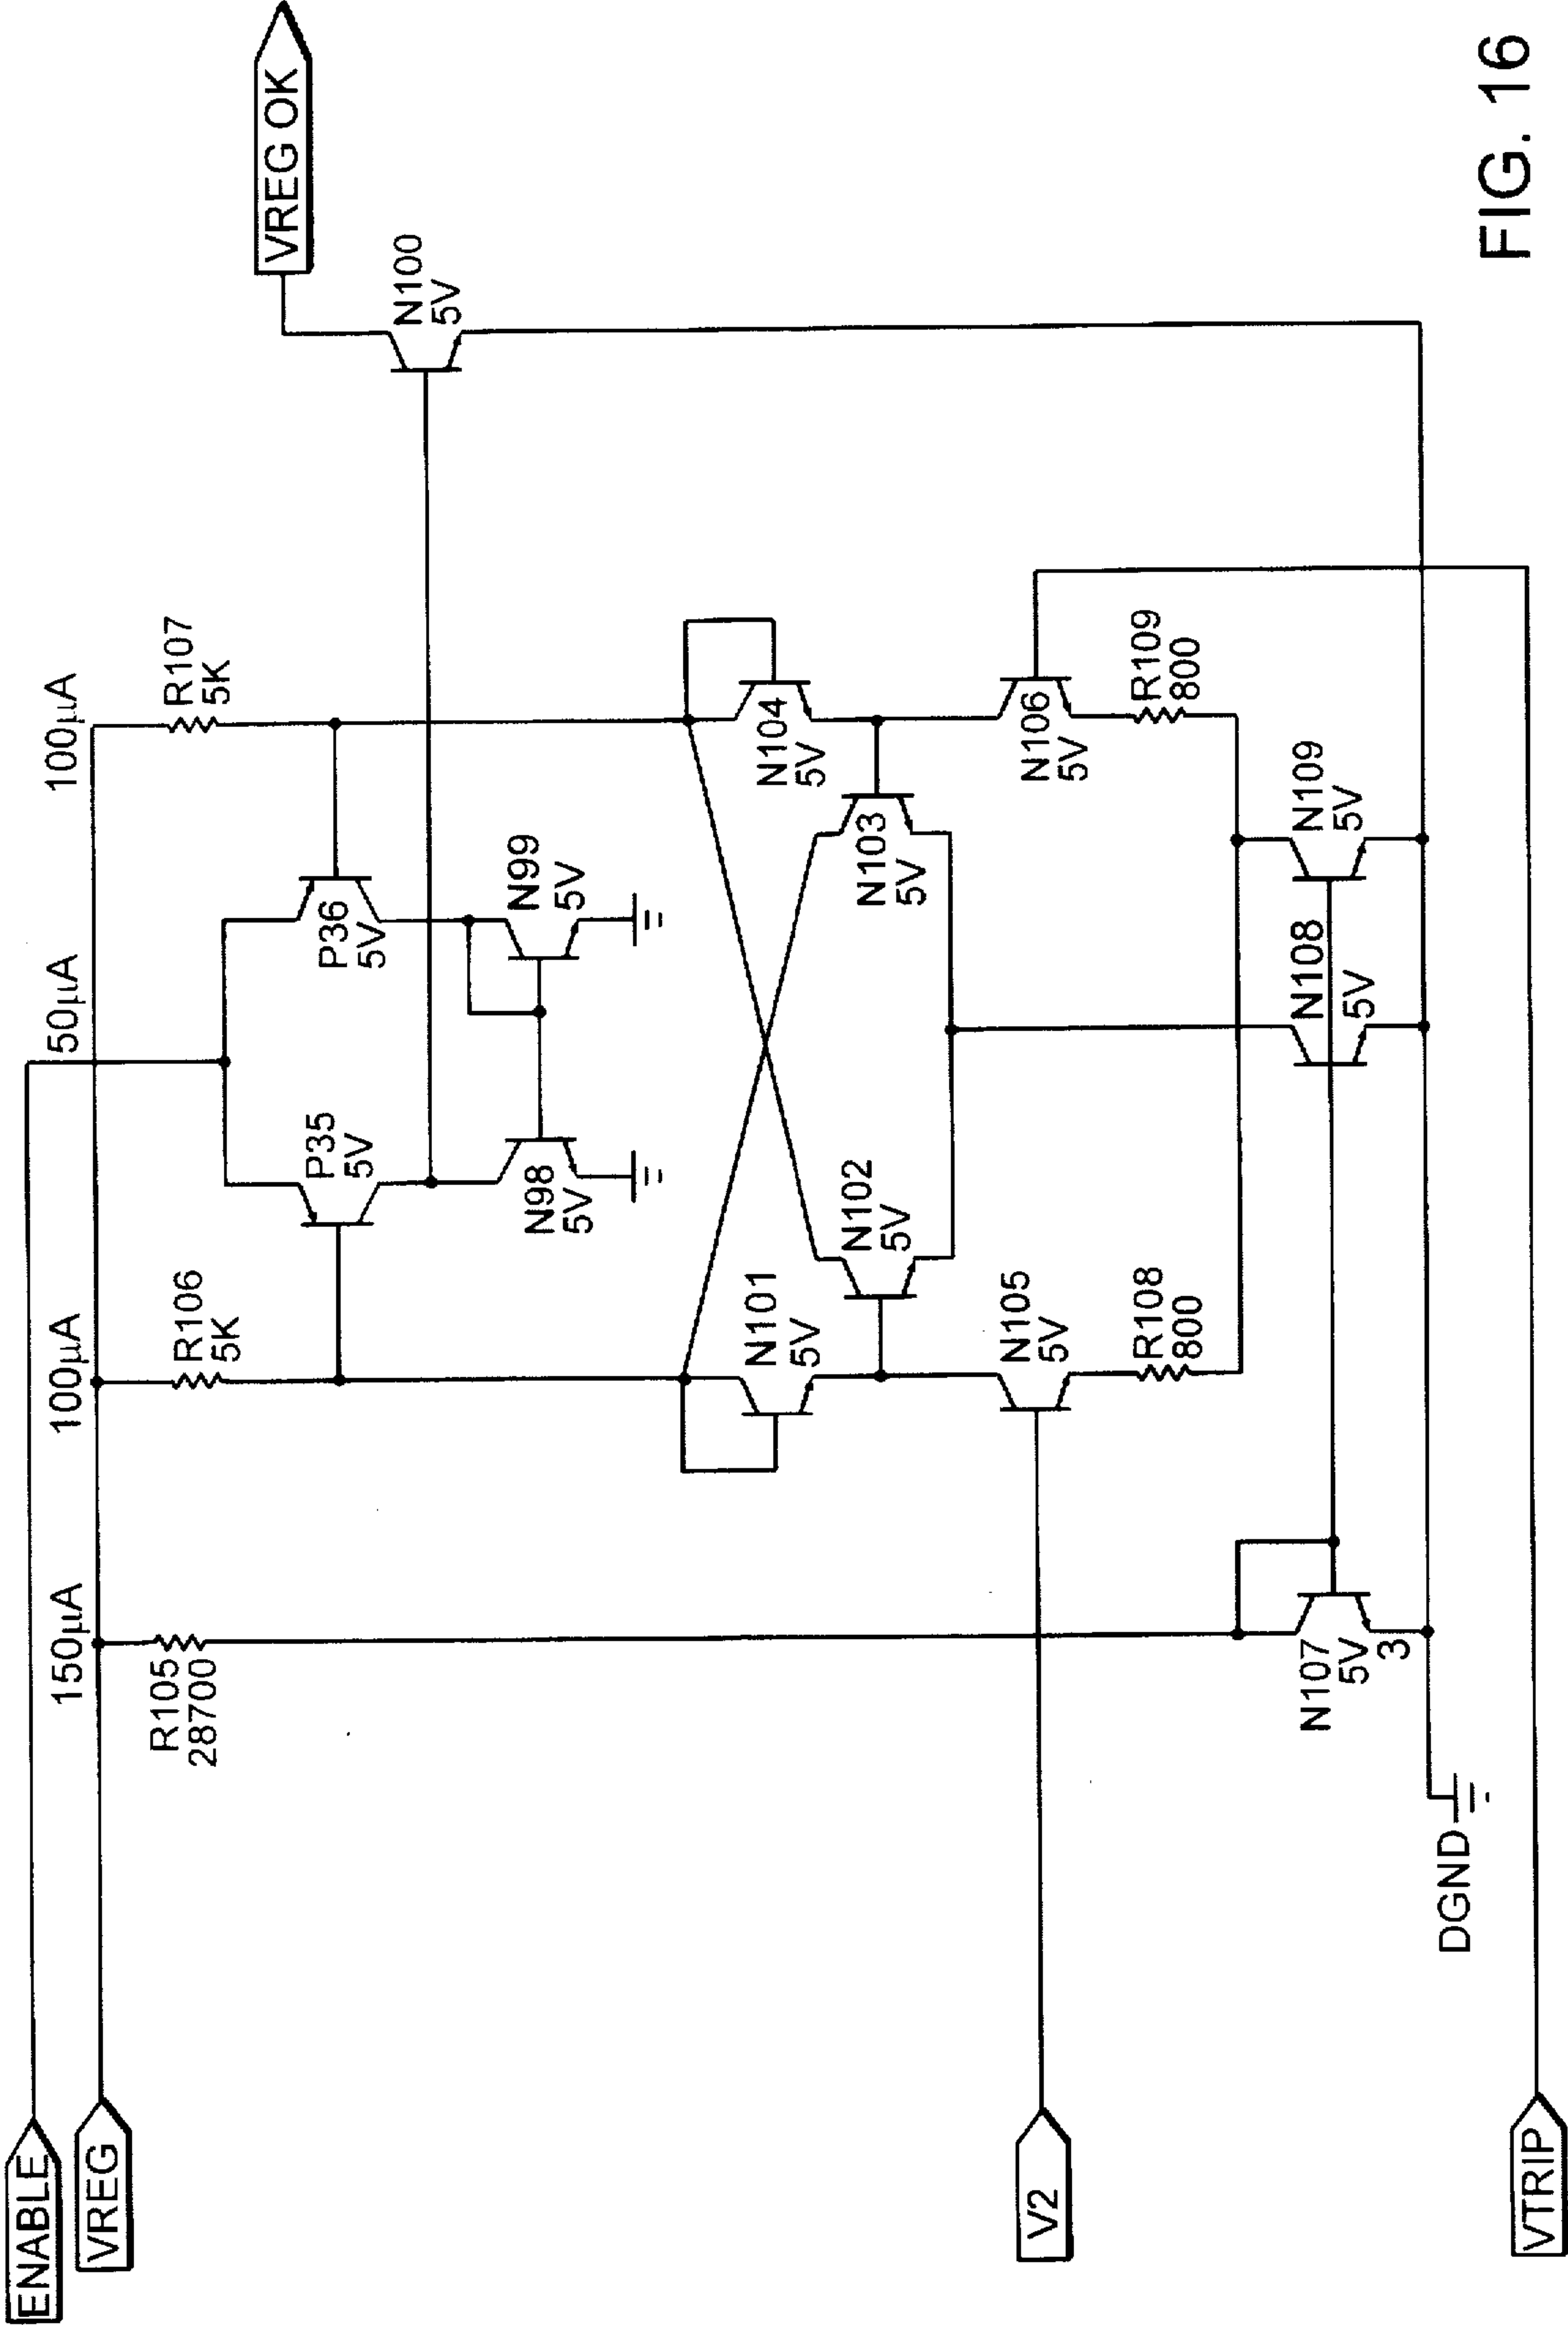 ENABLE
VREG
V2
VTRIP
DGND
150µA
100µA
50µA
100µA
R105
28700
R106
5K
R107
5K
P35
5V
P36
5V
N98
5V
N99
5V
N100
5V
VREG OK
N101
5V
N102
5V
N103
5V
N104
5V
N105
5V
N106
5V
R108
800
R109
800
N107
5V
3
N108
5V
N109
5V
FIG. 16